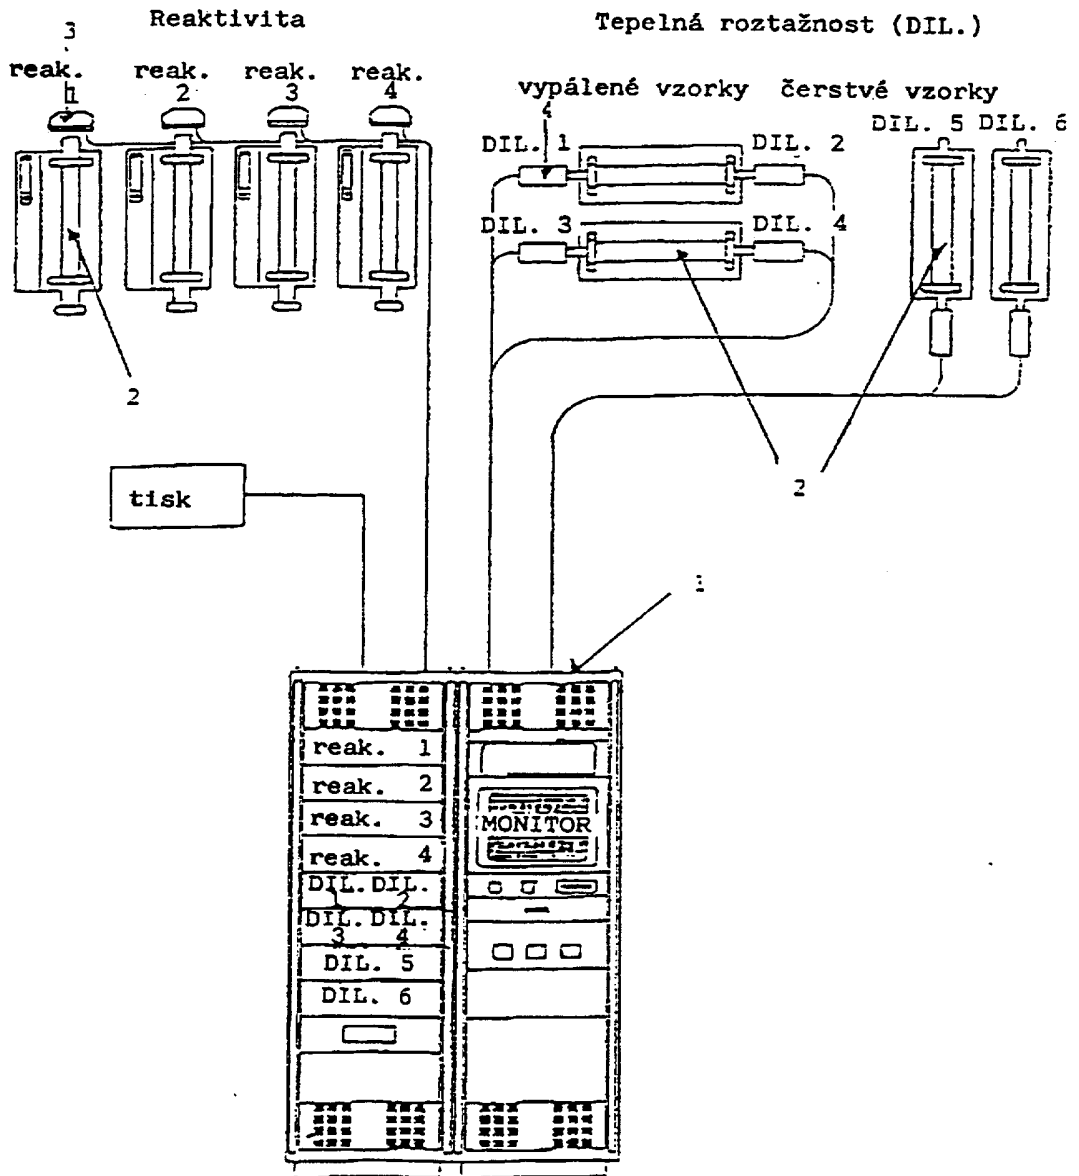 Reaktivita
Tepelná roztažnost (DIL.)
3
reak. 1
reak. 2
reak. 3
reak. 4
vypálené vzorky
čerstvé vzorky
4
DIL. 1
DIL. 2
DIL. 3
DIL. 4
DIL. 5
DIL. 6
2
2
tisk
1
reak. 1
reak. 2
reak. 3
reak. 4
DIL. DIL.
1 2
DIL. DIL.
3 4
DIL. 5
DIL. 6
MONITOR